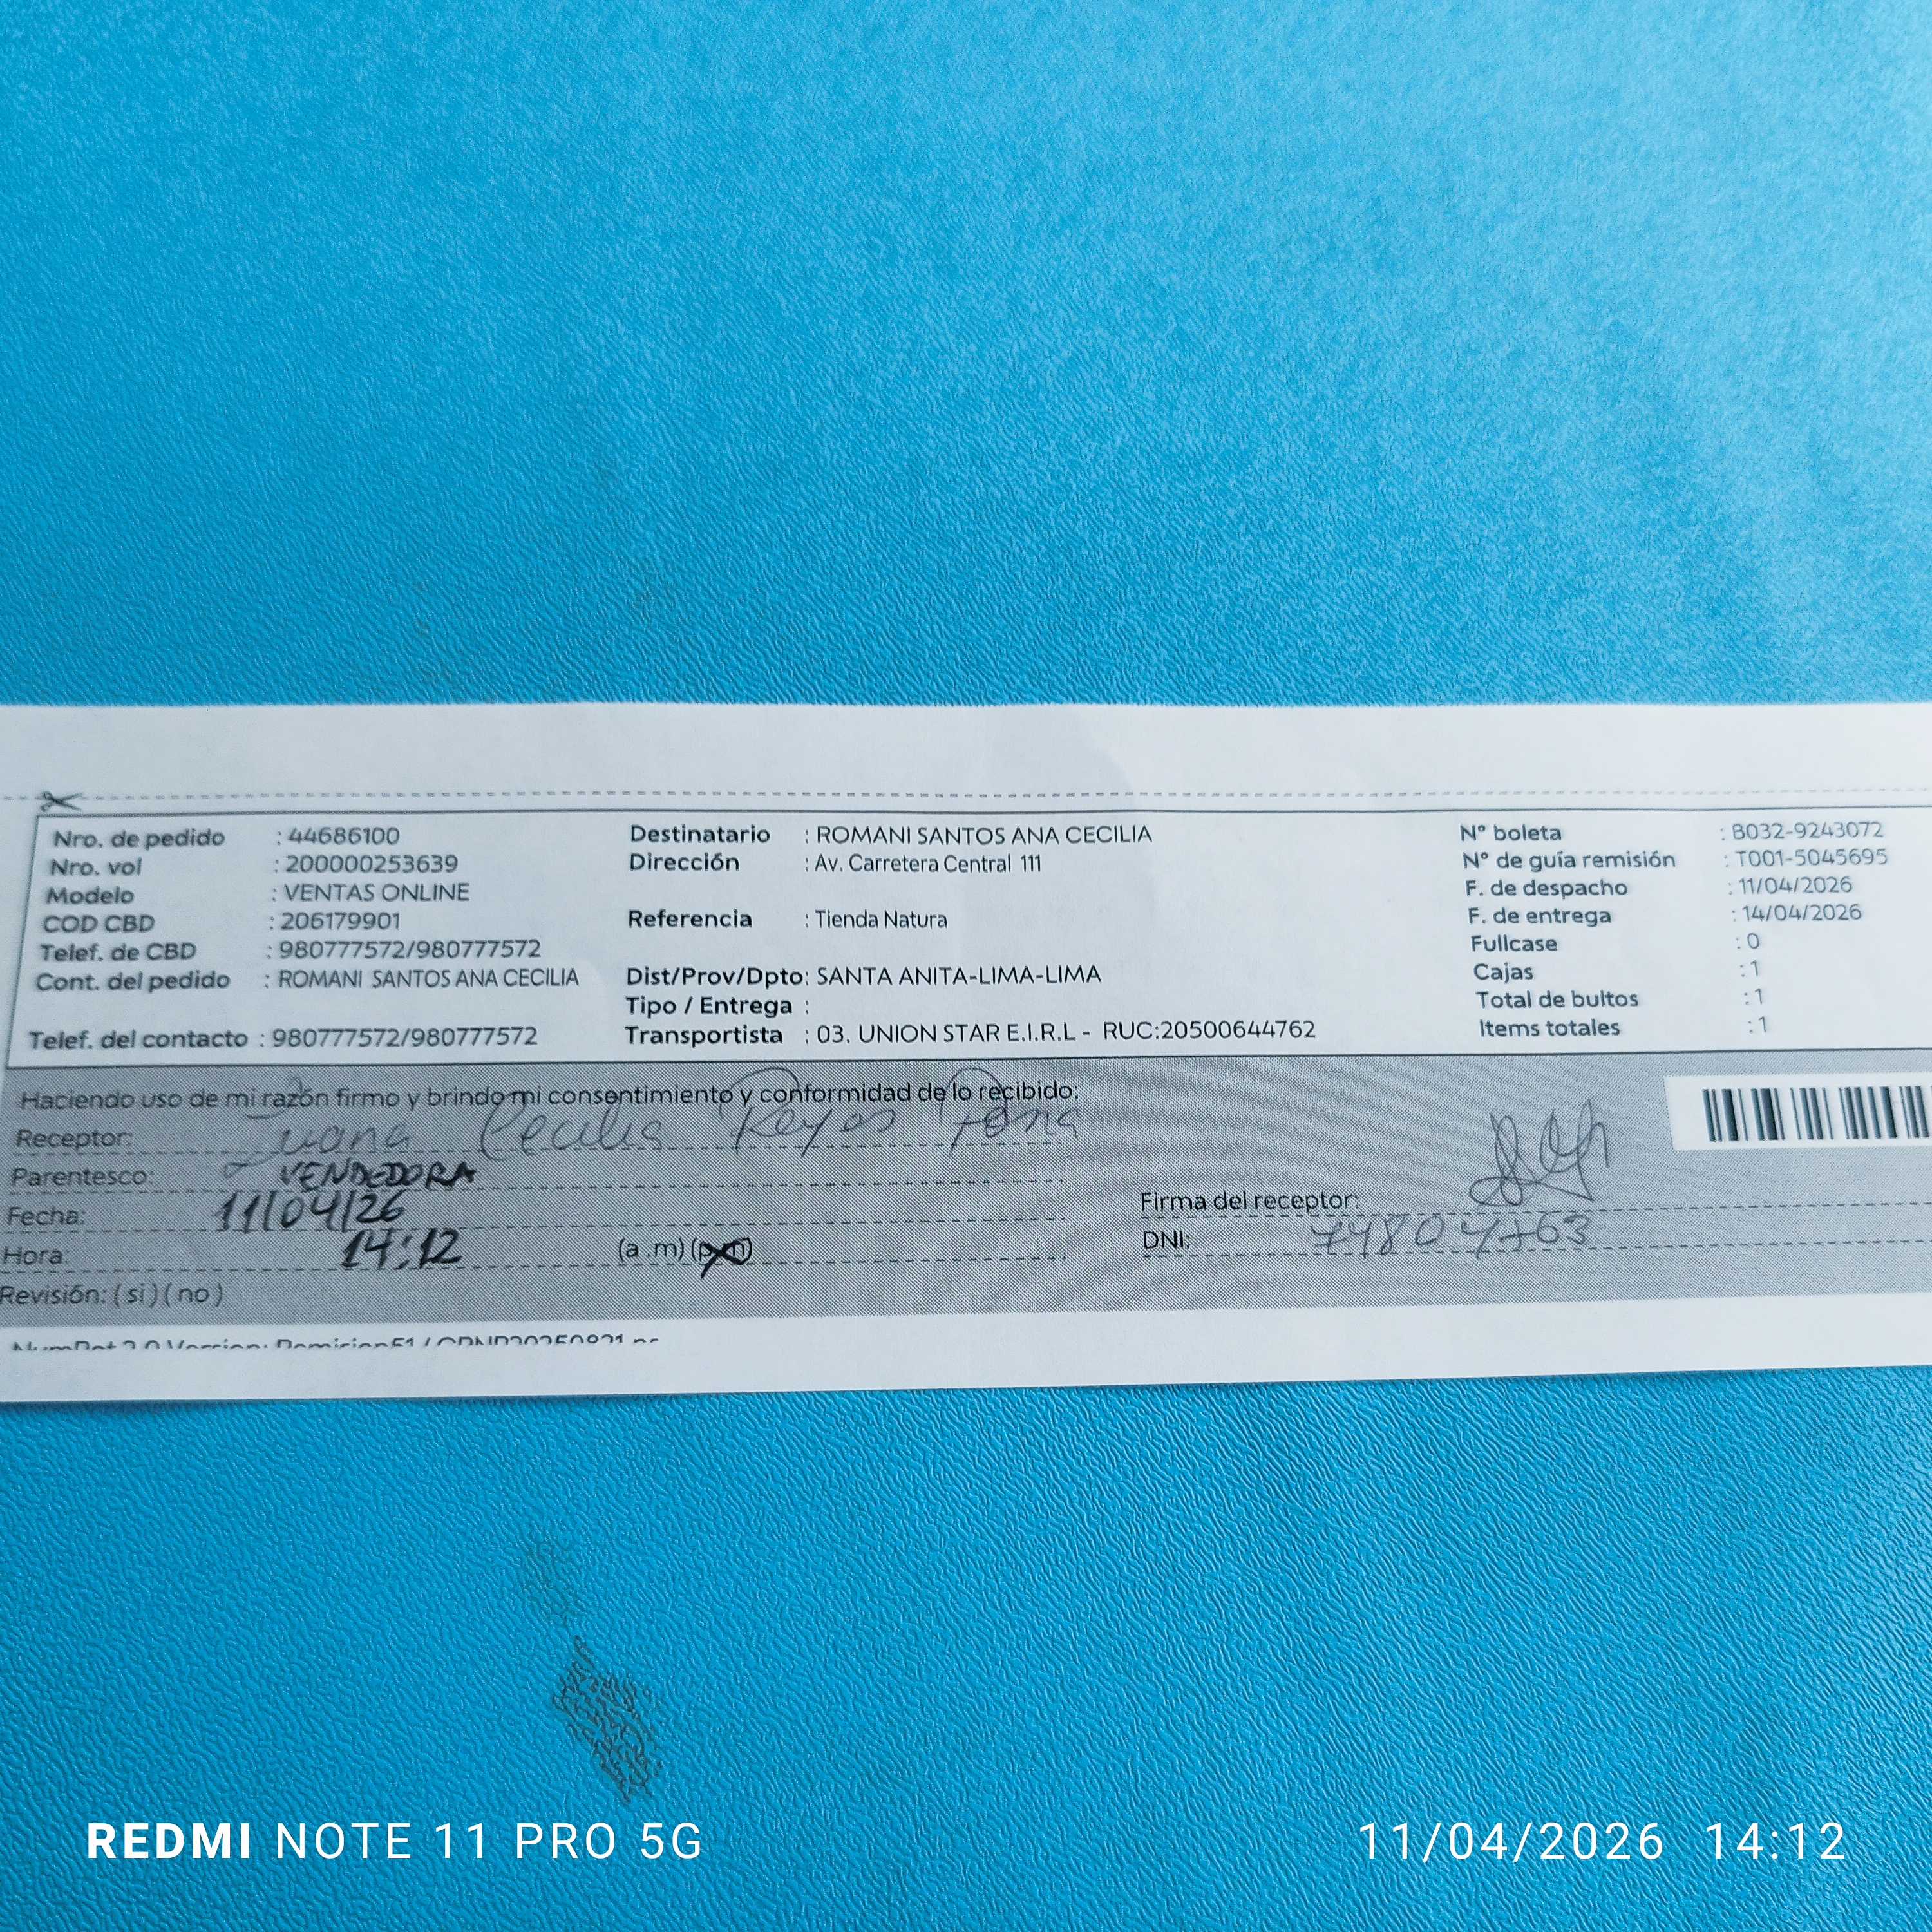 Nro. de pedido : 44686100
Nro. vol : 200000253639
Modelo : VENTAS ONLINE
COD CBD : 206179901
Telef. de CBD : 980777572/980777572
Cont. del pedido : ROMANI SANTOS ANA CECILIA
Telef. del contacto : 980777572/980777572
Destinatario : ROMANI SANTOS ANA CECILIA
Dirección : Av. Carretera Central 111
Referencia : Tienda Natura
Dist/Prov/Dpto: SANTA ANITA-LIMA-LIMA
Tipo / Entrega :
Transportista : 03. UNION STAR E.I.R.L - RUC:20500644762
N° boleta : B032-9243072
N° de guía remisión : T001-5045695
F. de despacho : 11/04/2026
F. de entrega : 14/04/2026
Fullcase : 0
Cajas : 1
Total de bultos : 1
Items totales : 1
Haciendo uso de mi razón firmo y brindo mi consentimiento y conformidad de lo recibido:
Receptor: Juana Cecilia Reyes
Parentesco: VENDEDORA
Fecha: 11/04/26
Hora: 14:12 (a.m) (p.m)
Revisión: ( si ) ( no )
Firma del receptor:
DNI:
REDMI NOTE 11 PRO 5G
11/04/2026 14:12